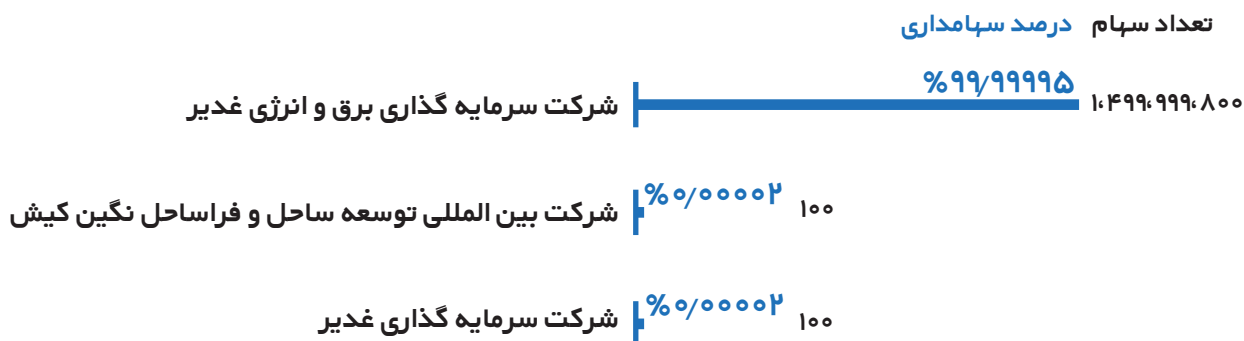 تعداد سهام درصد سهامداری
۱،۴۹۹،۹۹۹،۸۰۰ %۹۹/۹۹۹۹۵ شرکت سرمایه گذاری برق و انرژی غدیر
۱۰۰ %۰/۰۰۰۰۲ شرکت بین المللی توسعه ساحل و فراساحل نگین کیش
۱۰۰ %۰/۰۰۰۰۲ شرکت سرمایه گذاری غدیر